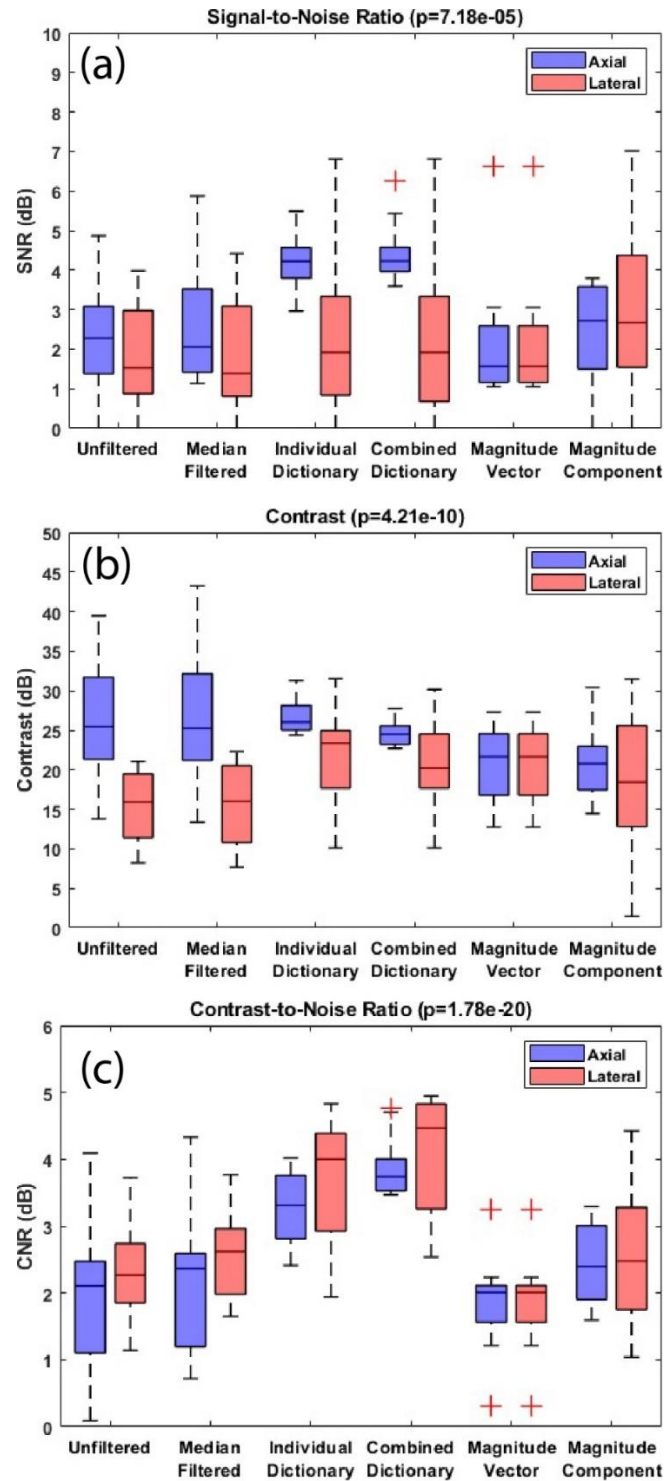 Signal-to-Noise Ratio (p=7.18e-05)
(a)
Axial
Lateral
SNR (dB)
10
9
8
7
6
5
4
3
2
1
0
Unfiltered Median Individual Combined Magnitude Magnitude
Filtered Dictionary Dictionary Vector Component
Contrast (p=4.21e-10)
(b)
Axial
Lateral
Contrast (dB)
50
45
40
35
30
25
20
15
10
5
0
Unfiltered Median Individual Combined Magnitude Magnitude
Filtered Dictionary Dictionary Vector Component
Contrast-to-Noise Ratio (p=1.78e-20)
(c)
Axial
Lateral
CNR (dB)
6
5
4
3
2
1
0
Unfiltered Median Individual Combined Magnitude Magnitude
Filtered Dictionary Dictionary Vector Component